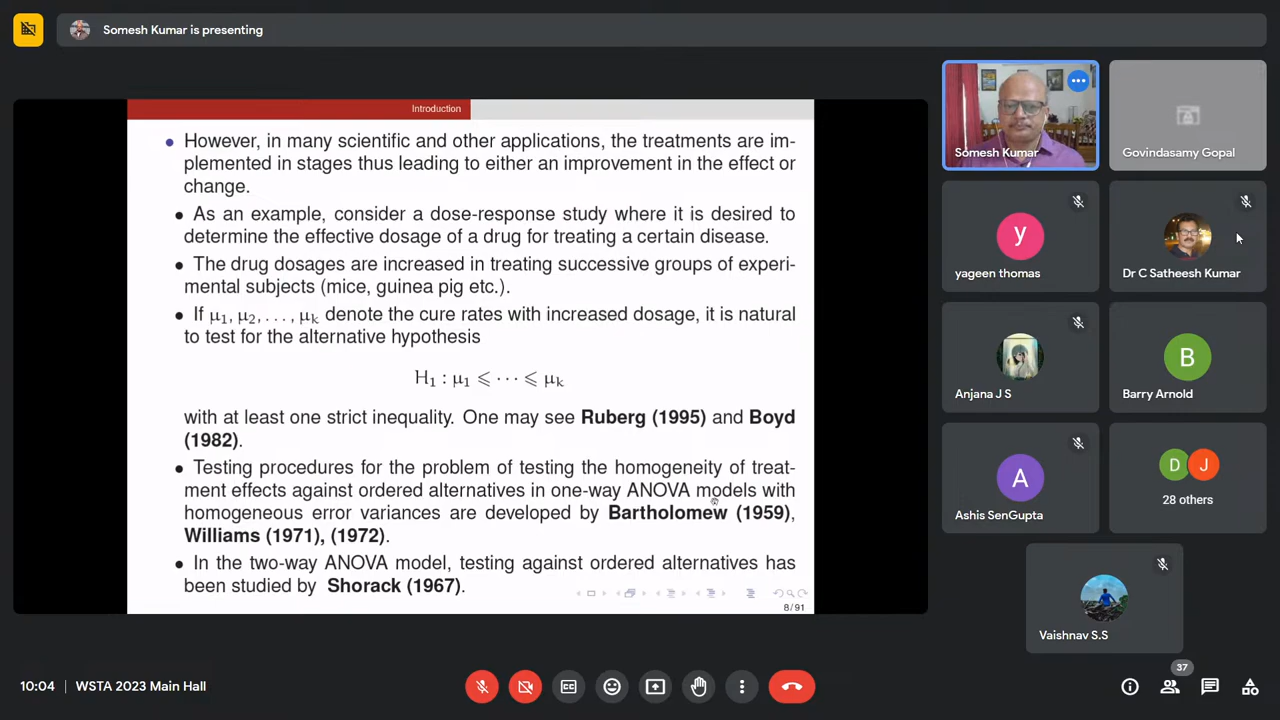 Somesh Kumar is presenting
Introduction
• However, in many scientific and other applications, the treatments are im-
plemented in stages thus leading to either an improvement in the effect or
change.
• As an example, consider a dose-response study where it is desired to
determine the effective dosage of a drug for treating a certain disease.
• The drug dosages are increased in treating successive groups of experi-
mental subjects (mice, guinea pig etc.).
• If μ₁, μ₂, . . . , μₖ denote the cure rates with increased dosage, it is natural
to test for the alternative hypothesis
H₁ : μ₁ ⩽ · · · ⩽ μₖ
with at least one strict inequality. One may see Ruberg (1995) and Boyd
(1982).
• Testing procedures for the problem of testing the homogeneity of treat-
ment effects against ordered alternatives in one-way ANOVA models with
homogeneous error variances are developed by Bartholomew (1959),
Williams (1971), (1972).
• In the two-way ANOVA model, testing against ordered alternatives has
been studied by Shorack (1967).
8/91
Somesh Kumar
Govindasamy Gopal
y
yageen thomas
Dr C Satheesh Kumar
Anjana J S
B
Barry Arnold
A
Ashis SenGupta
D J
28 others
Vaishnav S.S
10:04 | WSTA 2023 Main Hall
CC
37